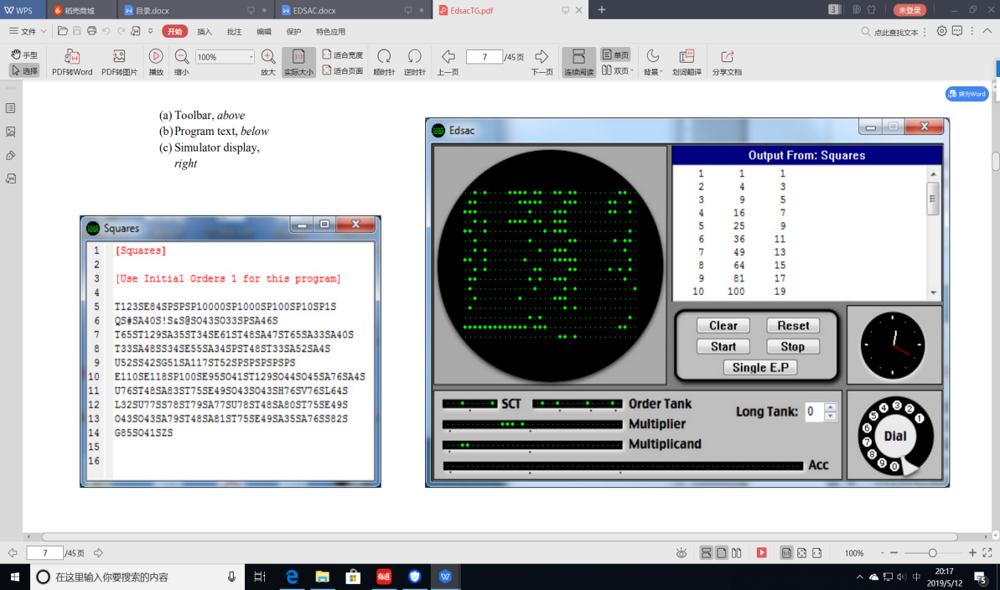 WPS 稻壳商城 目录.docx EDSAC.docx EdsacTG.pdf 3 未登录
文件 开始 插入 批注 编辑 保护 特色应用 点此查找文本
手型 100% 7 /45页 适合宽度 单页
选择 PDF转Word PDF转图片 播放 缩小 放大 实际大小 适合页面 顺时针 逆时针 上一页 下一页 连续阅读 双页 背景 划词翻译 分享文档
转为Word
(a) Toolbar, above
(b) Program text, below
(c) Simulator display,
right
Squares
1 [Squares]
2
3 [Use Initial Orders 1 for this program]
4
5 T123SE84SPSPSP10000SP1000SP100SP10SP1S
6 QS#SA40S!S&S@SO43SO33SPSA46S
7 T65ST129SA35ST34SE61ST48SA47ST65SA33SA40S
8 T33SA48SS34SE55SA34SPST48ST33SA52SA4S
9 U52SS42SG51SA117ST52SPSPSPSPSPS
10 E110SE118SP100SE95SO41ST129SO44SO45SA76SA4S
11 U76ST48SA83ST75SE49SO43SO43SH76SV76SL64S
12 L32SU77SS78ST79SA77SU78ST48SA80ST75SE49S
13 O43SO43SA79ST48SA81ST75SE49SA35SA76SS82S
14 G85SO41SZS
15
16
Edsac
Output From: Squares
1 1 1
2 4 3
3 9 5
4 16 7
5 25 9
6 36 11
7 49 13
8 64 15
9 81 17
10 100 19
Clear Reset
Start Stop
Single E.P
SCT Order Tank
Multiplier
Multiplicand
Acc
Long Tank: 0
1 2 3 4 5 6 7 8 9 0
Dial
7 /45页 100%
在这里输入你要搜索的内容
中 20:17
2019/5/12
5